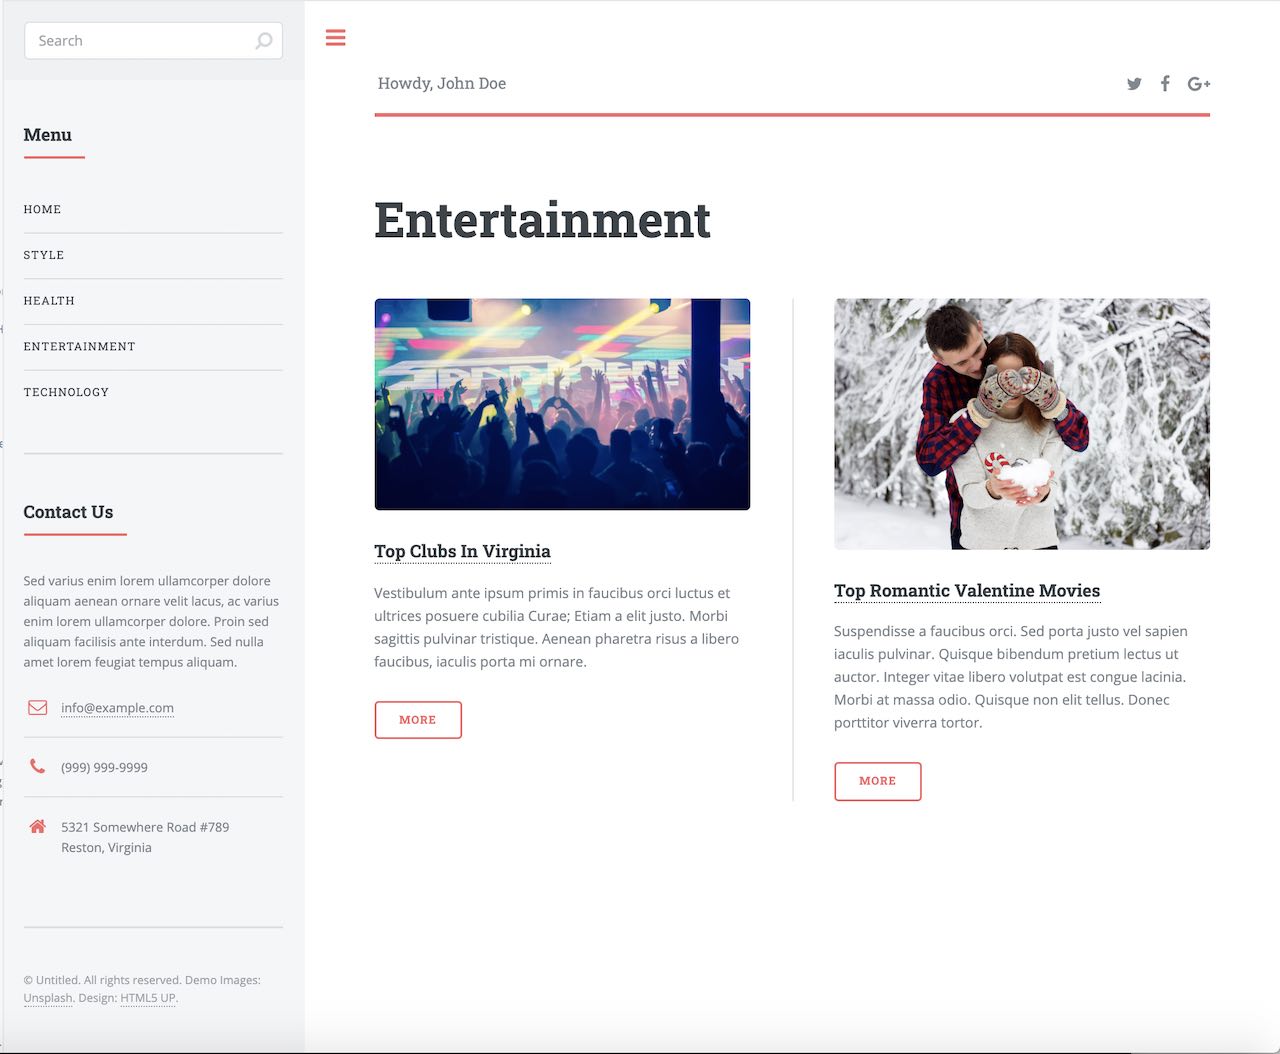 Search
Howdy, John Doe
Menu
HOME
STYLE
HEALTH
ENTERTAINMENT
TECHNOLOGY
Contact Us
Sed varius enim lorem ullamcorper dolore
aliquam aenean ornare velit lacus, ac varius
enim lorem ullamcorper dolore. Proin sed
aliquam facilisis ante interdum. Sed nulla
amet lorem feugiat tempus aliquam.
info@example.com
(999) 999-9999
5321 Somewhere Road #789
Reston, Virginia
© Untitled. All rights reserved. Demo Images:
Unsplash. Design: HTML5 UP.
Entertainment
Top Clubs In Virginia
Vestibulum ante ipsum primis in faucibus orci luctus et
ultrices posuere cubilia Curae; Etiam a elit justo. Morbi
sagittis pulvinar tristique. Aenean pharetra risus a libero
faucibus, iaculis porta mi ornare.
MORE
Top Romantic Valentine Movies
Suspendisse a faucibus orci. Sed porta justo vel sapien
iaculis pulvinar. Quisque bibendum pretium lectus ut
auctor. Integer vitae libero volutpat est congue lacinia.
Morbi at massa odio. Quisque non elit tellus. Donec
porttitor viverra tortor.
MORE